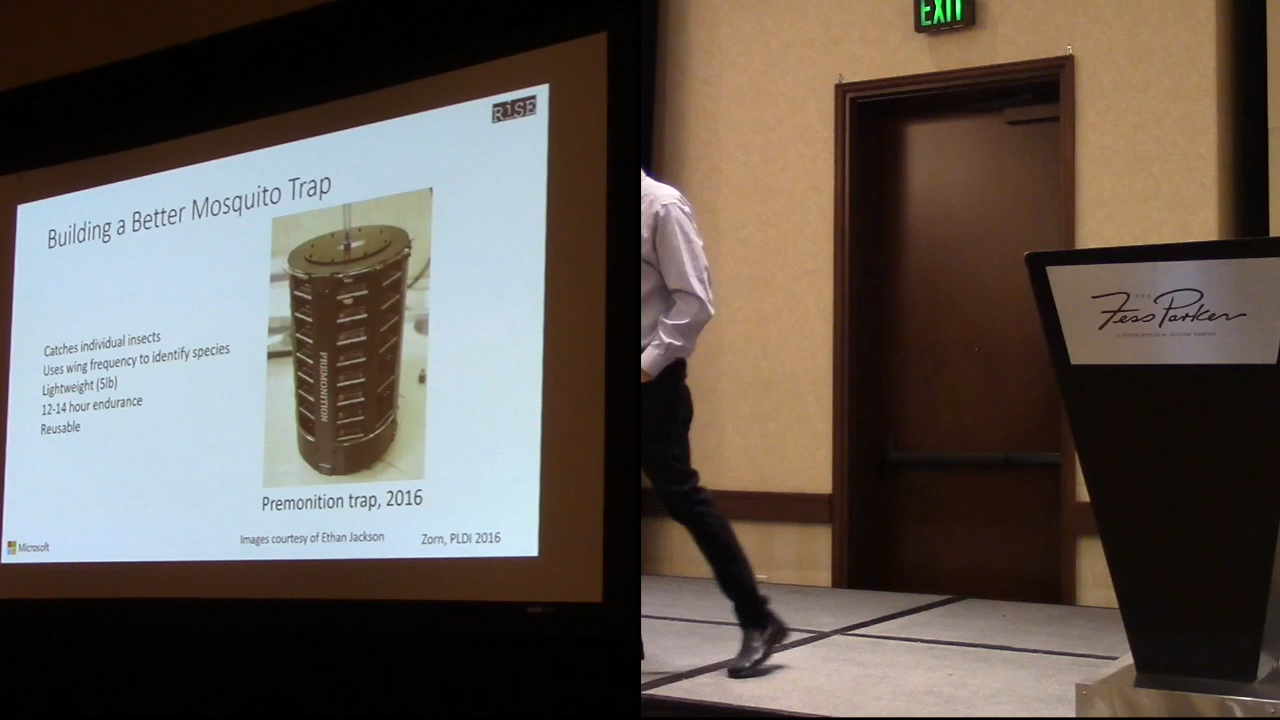 RiSE
Building a Better Mosquito Trap
Catches individual insects
Uses wing frequency to identify species
Lightweight (5lb)
12-14 hour endurance
Reusable
PREMONITION
Premonition trap, 2016
Images courtesy of Ethan Jackson
Zorn, PLDI 2016
Microsoft
EXIT
THE
Fess Parker